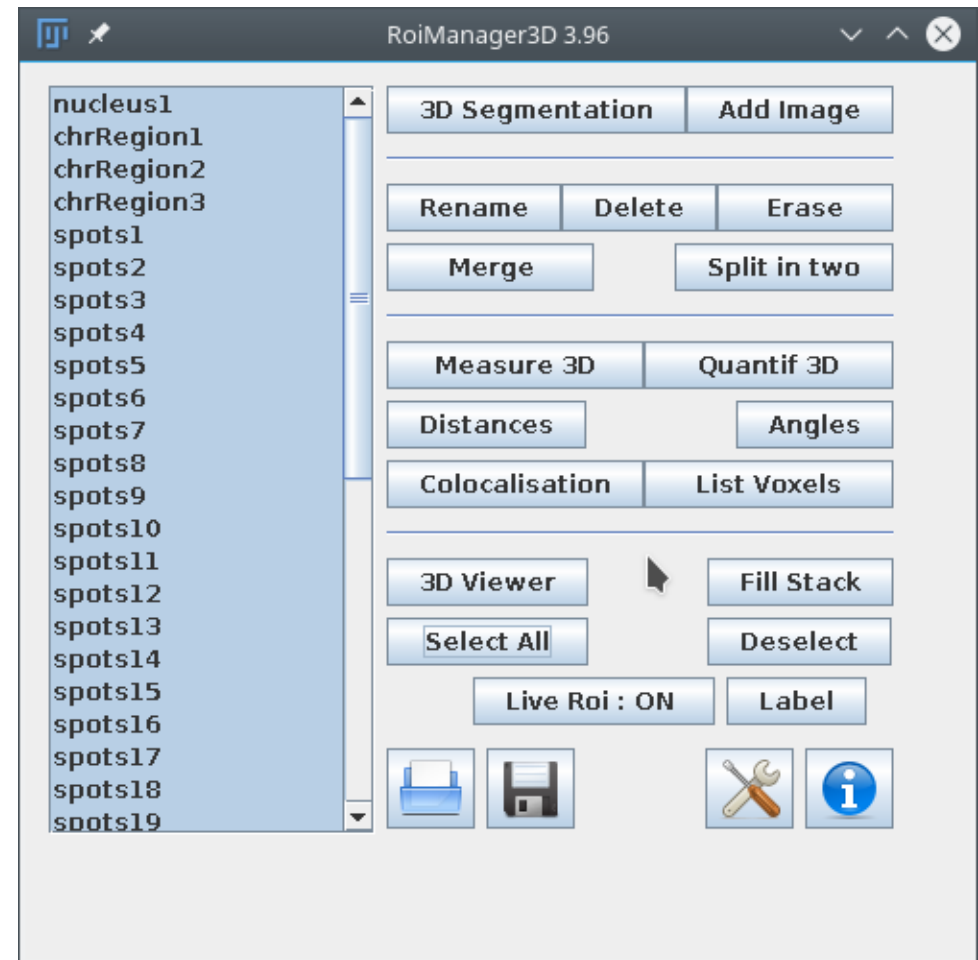 RoiManager3D 3.96
nucleus1
chrRegion1
chrRegion2
chrRegion3
spots1
spots2
spots3
spots4
spots5
spots6
spots7
spots8
spots9
spots10
spots11
spots12
spots13
spots14
spots15
spots16
spots17
spots18
spots19
3D Segmentation Add Image
Rename Delete Erase
Merge Split in two
Measure 3D Quantif 3D
Distances Angles
Colocalisation List Voxels
3D Viewer Fill Stack
Select All Deselect
Live Roi : ON Label